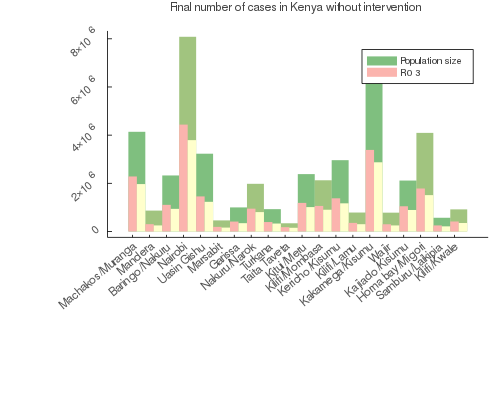 Final number of cases in Kenya without intervention
8×10 6
6×10 6
4×10 6
2×10 6
0
Population size
R0 3
Machakos/Muranga
Mandera
Baringo/Nakuru
Nairobi
Uasin Gishu
Marsabit
Garissa
Nakuru/Narok
Turkana
Taita Taveta
Kitui/Meru
Kilifi/Mombasa
Kericho/Kisumu
Kilifi/Lamu
Kakamega/Kisumu
Wajir
Kajiado/Kisumu
Homa bay/Migori
Samburu/Laikipia
Kilifi/Kwale